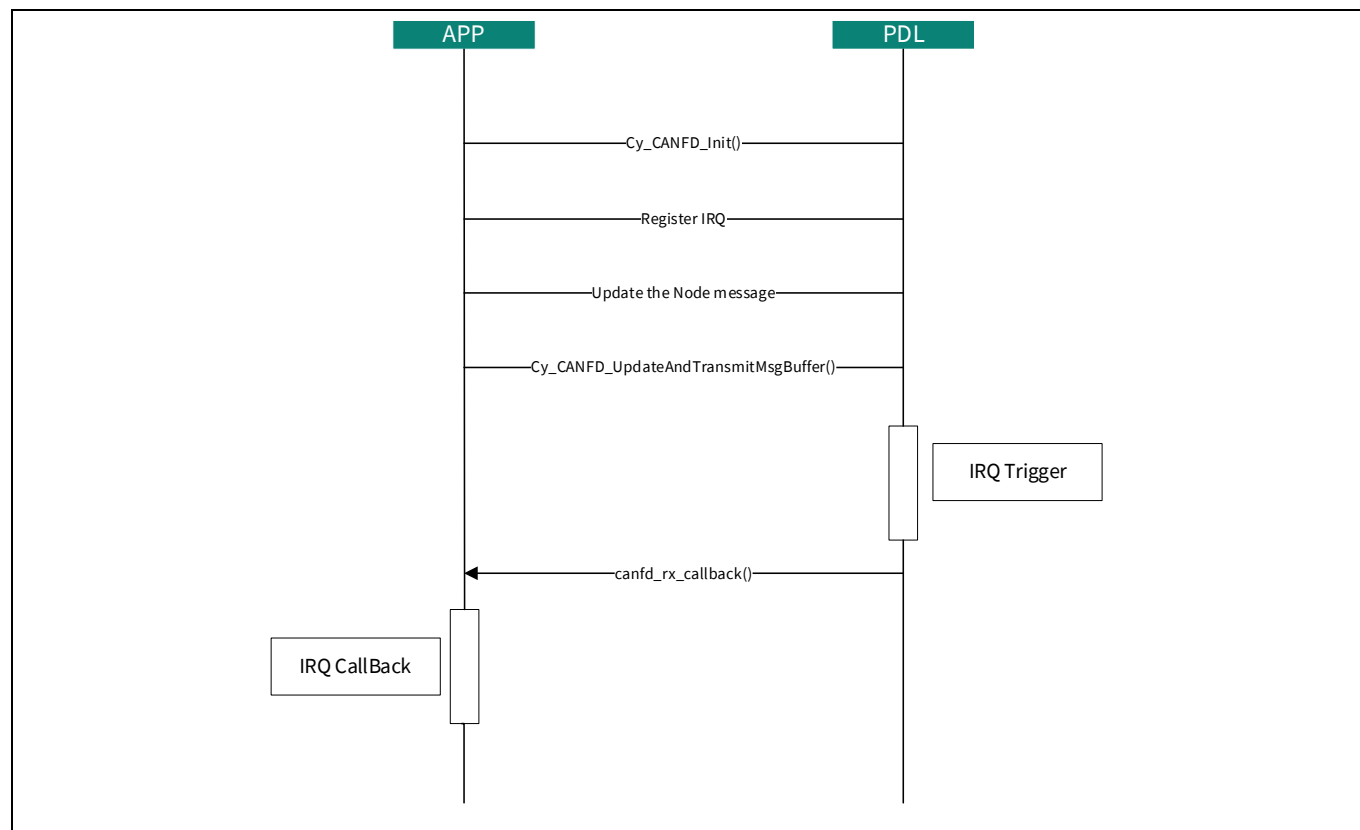 APP
PDL
Cy_CANFD_Init()
Register IRQ
Update the Node message
Cy_CANFD_UpdateAndTransmitMsgBuffer()
IRQ Trigger
canfd_rx_callback()
IRQ CallBack